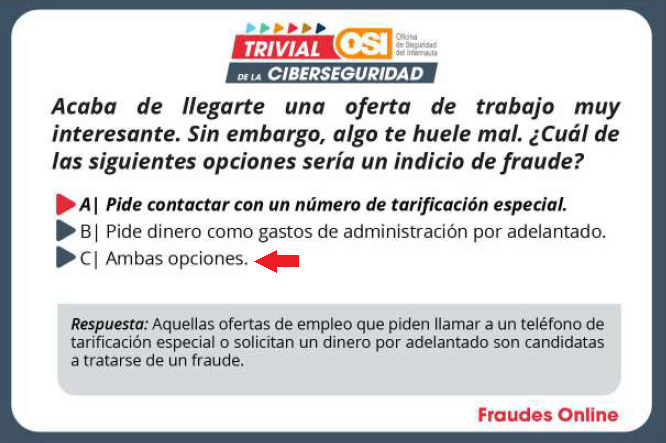 TRIVIAL OSI Oficina
de Seguridad
del Internauta
DE LA CIBERSEGURIDAD
Acaba de llegarte una oferta de trabajo muy
interesante. Sin embargo, algo te huele mal. ¿Cuál de
las siguientes opciones sería un indicio de fraude?
A| Pide contactar con un número de tarificación especial.
B| Pide dinero como gastos de administración por adelantado.
C| Ambas opciones.
Respuesta: Aquellas ofertas de empleo que piden llamar a un teléfono de
tarificación especial o solicitan un dinero por adelantado son candidatas
a tratarse de un fraude.
Fraudes Online